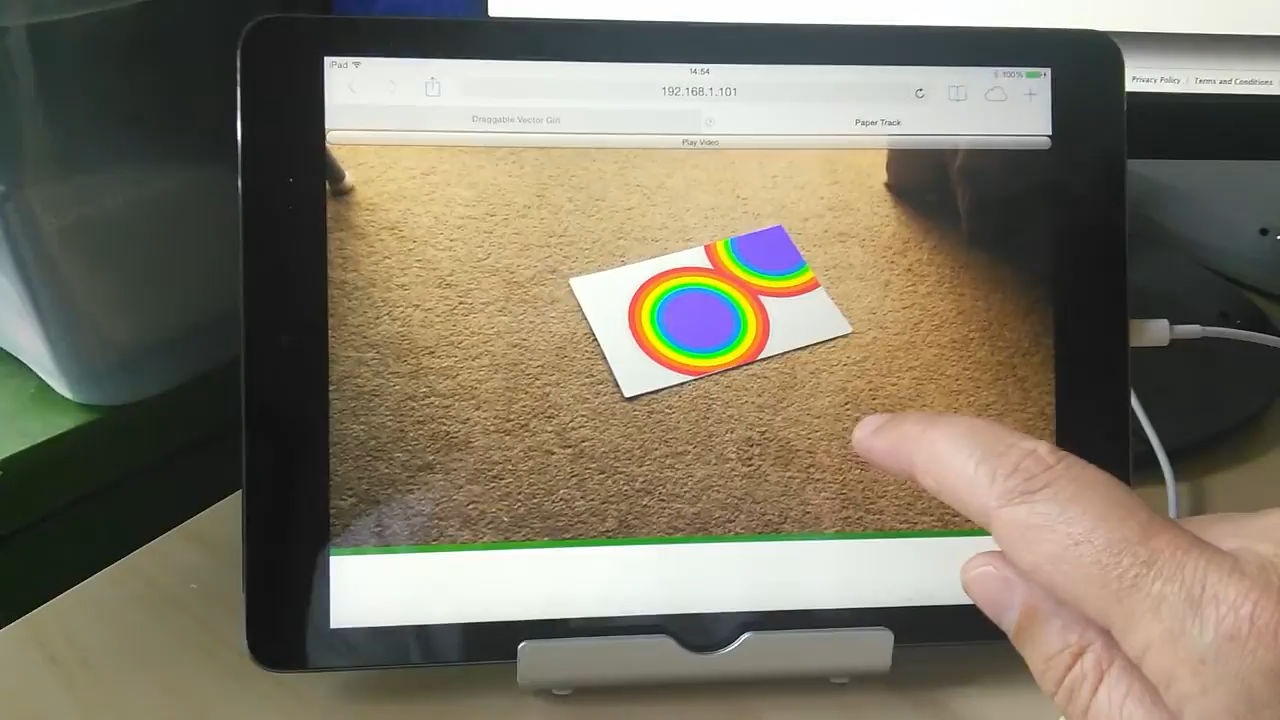 Privacy Policy | Terms and Conditions
iPad
14:54
100%
192.168.1.101
Draggable Vector Girl
Paper Track
Play Video